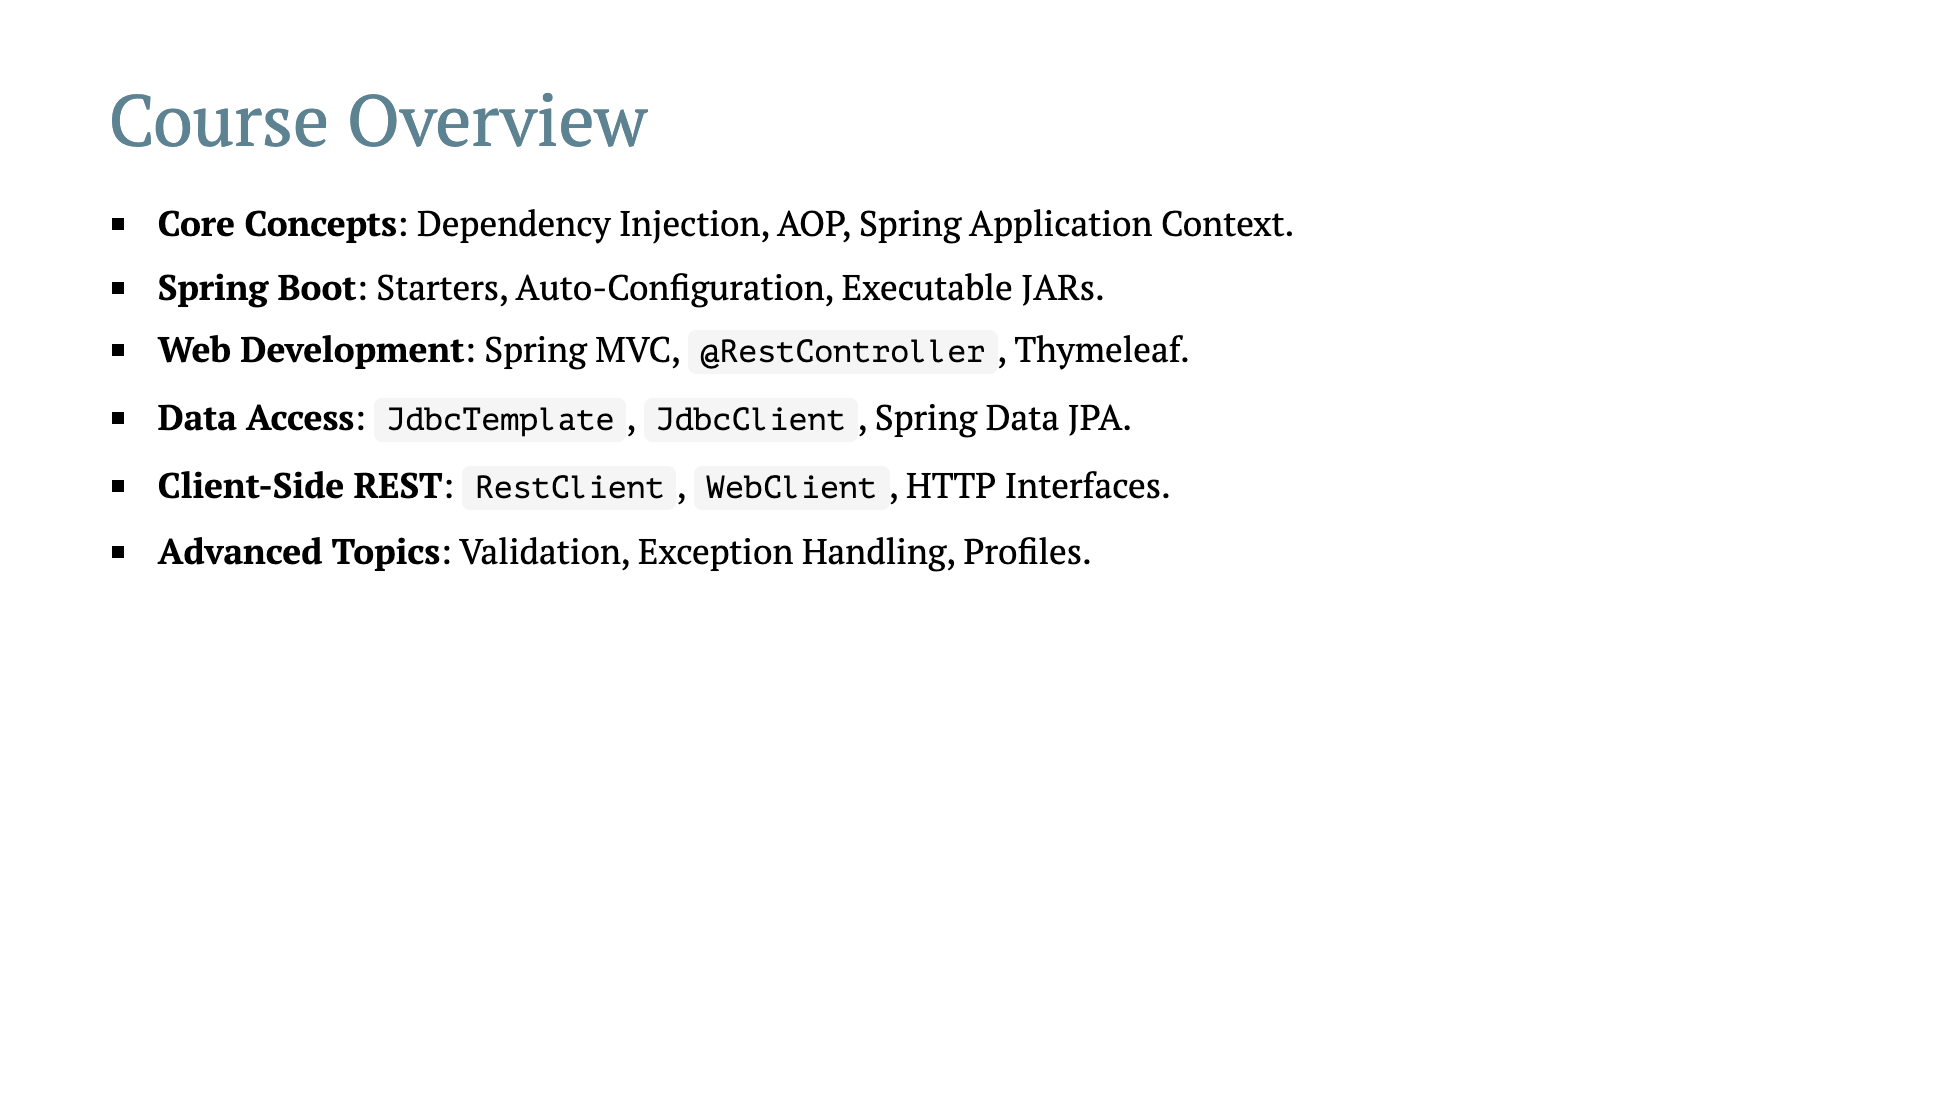 Course Overview
▪ Core Concepts: Dependency Injection, AOP, Spring Application Context.
▪ Spring Boot: Starters, Auto-Configuration, Executable JARs.
▪ Web Development: Spring MVC, @RestController, Thymeleaf.
▪ Data Access: JdbcTemplate, JdbcClient, Spring Data JPA.
▪ Client-Side REST: RestClient, WebClient, HTTP Interfaces.
▪ Advanced Topics: Validation, Exception Handling, Profiles.